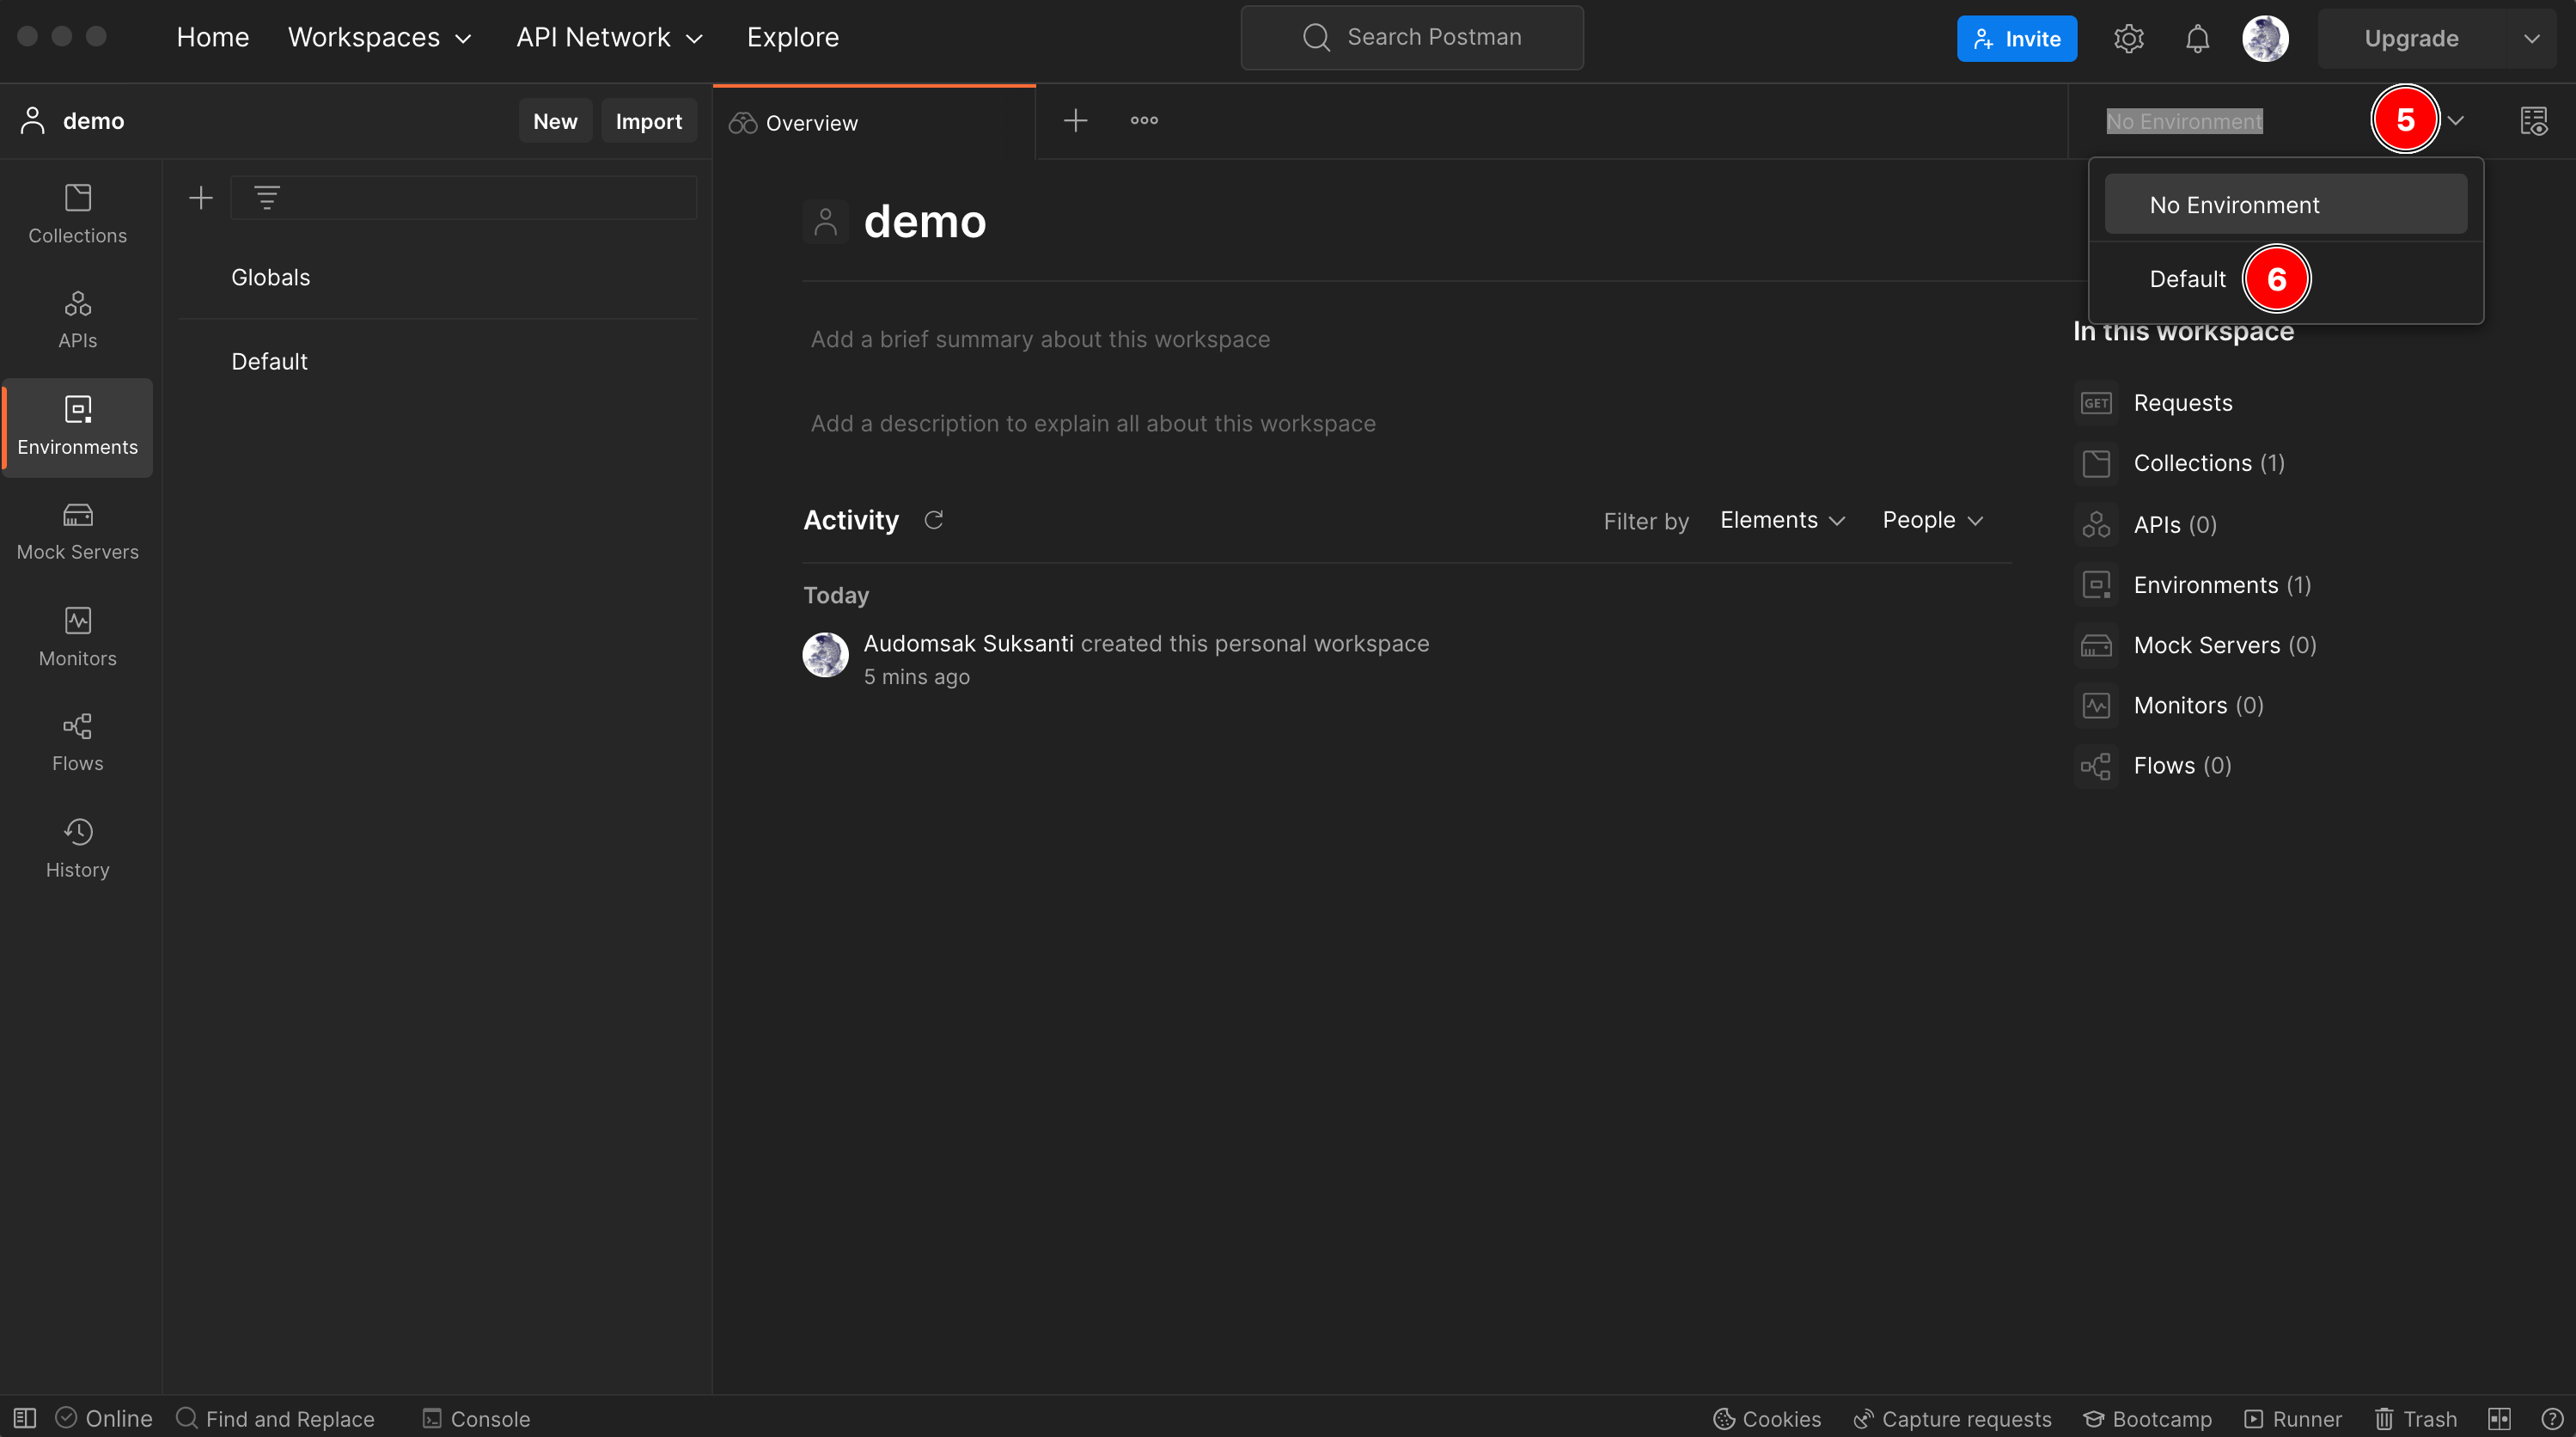 Home Workspaces API Network Explore Search Postman Invite Upgrade
demo New Import Overview No Environment 5
Collections
APIs
Environments
Mock Servers
Monitors
Flows
History
Globals
Default
demo
Add a brief summary about this workspace
Add a description to explain all about this workspace
Activity Filter by Elements People
Today
Audomsak Suksanti created this personal workspace
5 mins ago
No Environment
Default 6
In this workspace
GET Requests
Collections (1)
APIs (0)
Environments (1)
Mock Servers (0)
Monitors (0)
Flows (0)
Online Find and Replace Console Cookies Capture requests Bootcamp Runner Trash ?